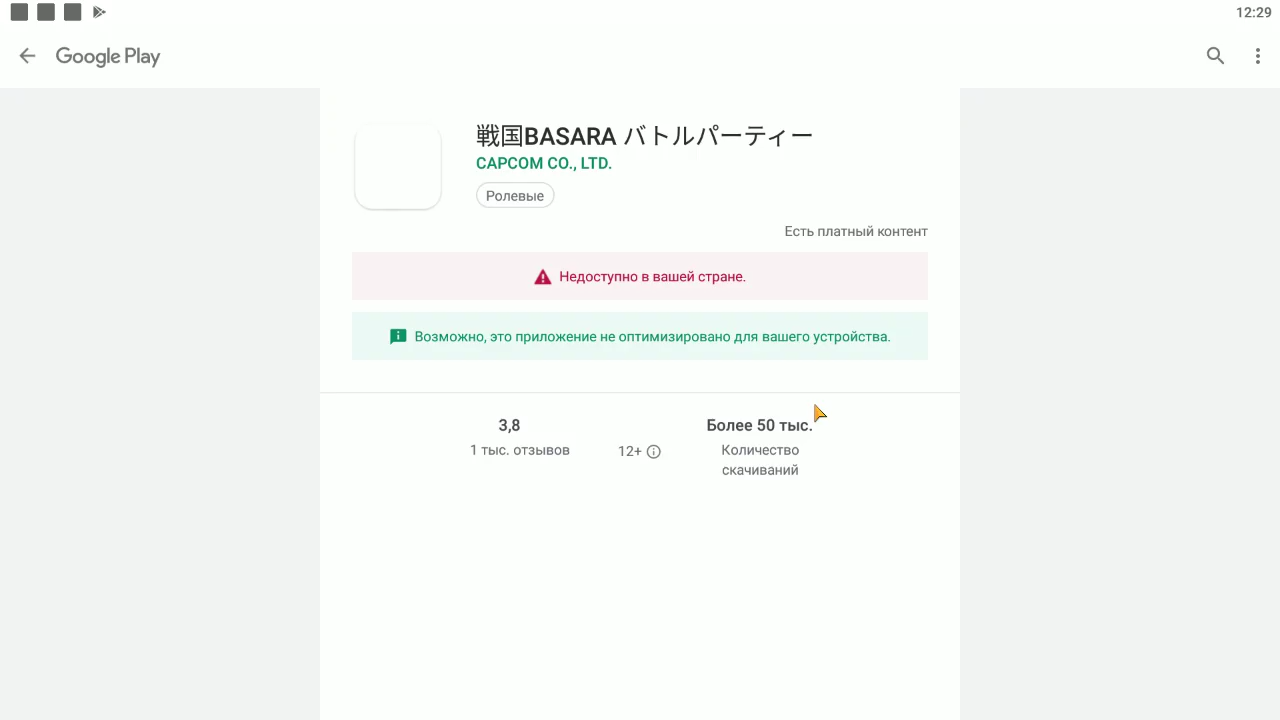 12:29
Google Play
戦国BASARA バトルパーティー
CAPCOM CO., LTD.
Ролевые
Есть платный контент
Недоступно в вашей стране.
Возможно, это приложение не оптимизировано для вашего устройства.
3,8
1 тыс. отзывов
12+
Более 50 тыс.
Количество
скачиваний